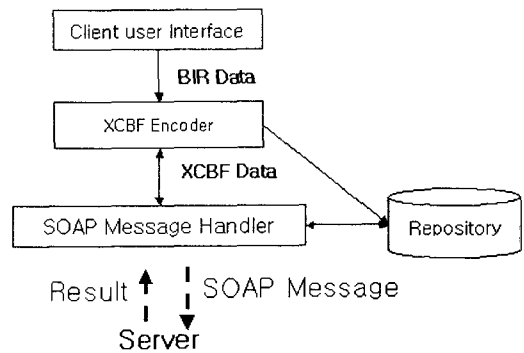 Client user Interface
BIR Data
XCBF Encoder
XCBF Data
SOAP Message Handler
Repository
Result
SOAP Message
Server